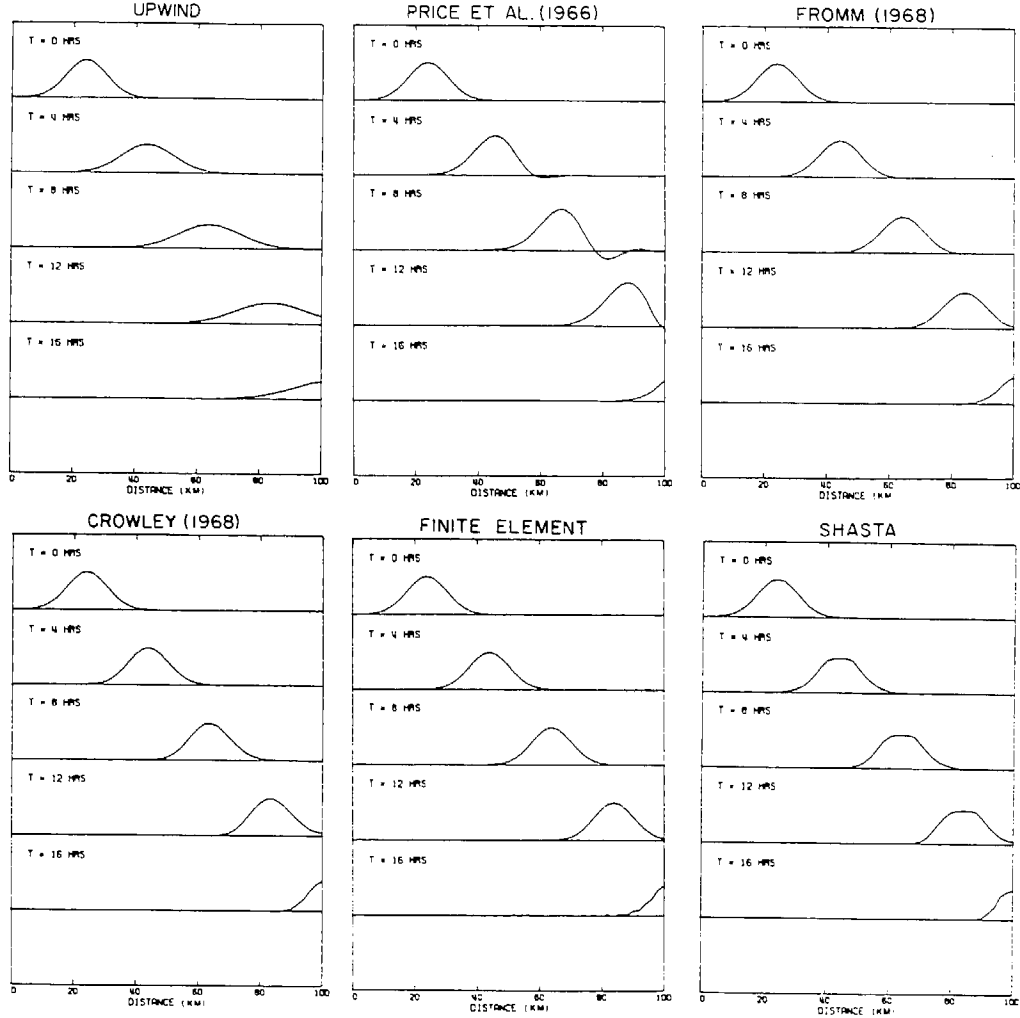 UPWIND
T = 0 HRS
T = 4 HRS
T = 8 HRS
T = 12 HRS
T = 16 HRS
0 20 40 60 80 100
DISTANCE (KM)
PRICE ET AL. (1966)
T = 0 HRS
T = 4 HRS
T = 8 HRS
T = 12 HRS
T = 16 HRS
0 20 40 60 80 100
DISTANCE (KM)
FROMM (1968)
T = 0 HRS
T = 4 HRS
T = 8 HRS
T = 12 HRS
T = 16 HRS
0 20 40 60 80 100
DISTANCE (KM)
CROWLEY (1968)
T = 0 HRS
T = 4 HRS
T = 8 HRS
T = 12 HRS
T = 16 HRS
0 20 40 60 80 100
DISTANCE (KM)
FINITE ELEMENT
T = 0 HRS
T = 4 HRS
T = 8 HRS
T = 12 HRS
T = 16 HRS
0 20 40 60 80 100
DISTANCE (KM)
SHASTA
T = 0 HRS
T = 4 HRS
T = 8 HRS
T = 12 HRS
T = 16 HRS
0 20 40 60 80 100
DISTANCE (KM)